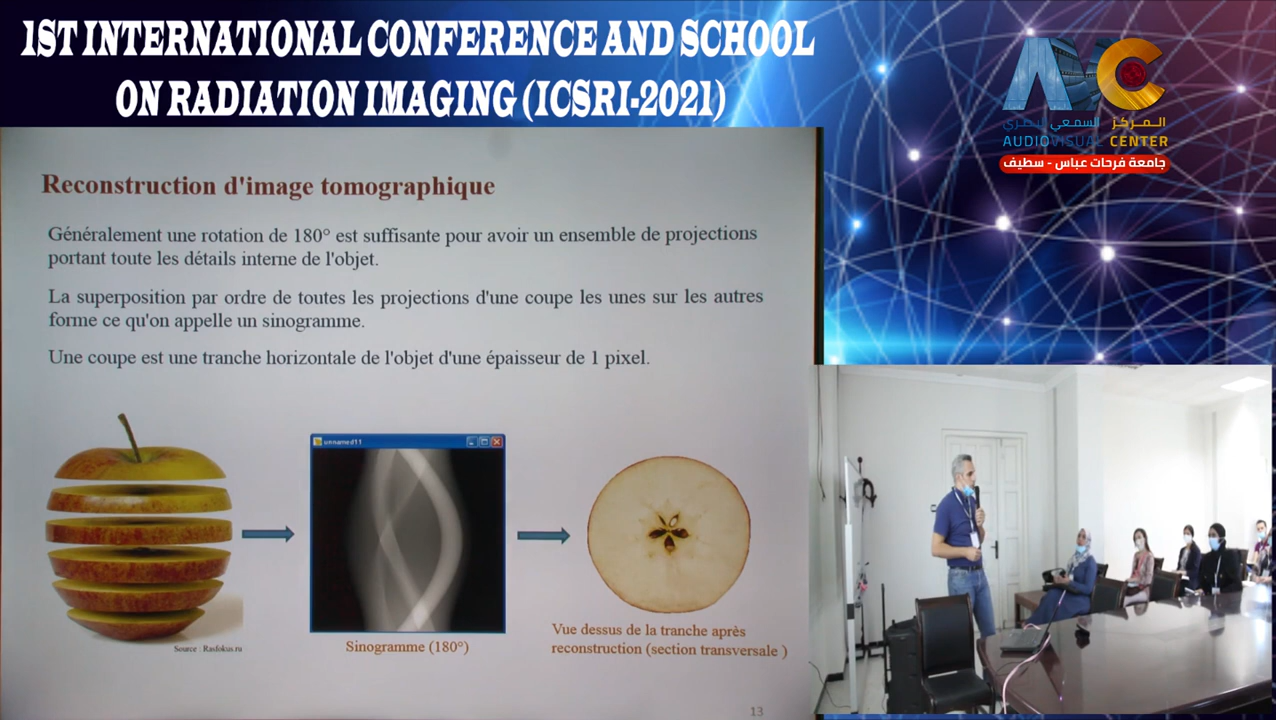 1ST INTERNATIONAL CONFERENCE AND SCHOOL
ON RADIATION IMAGING (ICSRI-2021)
المـركـز السمعي البصري
AUDIOVISUAL CENTER
جامعة فرحات عباس - سطيف
Reconstruction d'image tomographique
Généralement une rotation de 180° est suffisante pour avoir un ensemble de projections
portant toute les détails interne de l'objet.
La superposition par ordre de toutes les projections d'une coupe les unes sur les autres
forme ce qu'on appelle un sinogramme.
Une coupe est une tranche horizontale de l'objet d'une épaisseur de 1 pixel.
unnamed11
Source : Rasfokus.ru
Sinogramme (180°)
Vue dessus de la tranche après
reconstruction (section transversale )
13